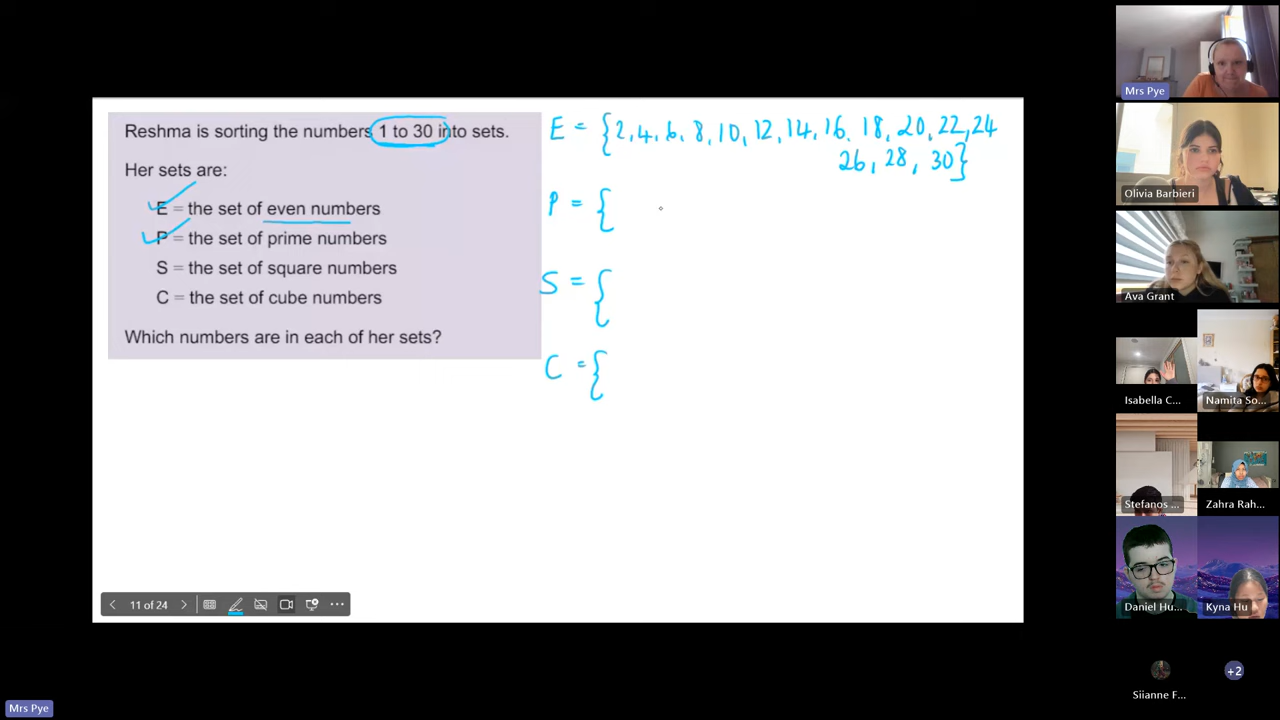 Reshma is sorting the numbers 1 to 30 into sets.
Her sets are:
E = the set of even numbers
P = the set of prime numbers
S = the set of square numbers
C = the set of cube numbers
Which numbers are in each of her sets?
E = {2, 4, 6, 8, 10, 12, 14, 16, 18, 20, 22, 24
26, 28, 30}
P = {
S = {
C = {
11 of 24
Mrs Pye
Olivia Barbieri
Ava Grant
Isabella C...
Namita So...
Stefanos ...
Zahra Rah...
Daniel Hu...
Kyna Hu
Siianne F...
+2
Mrs Pye